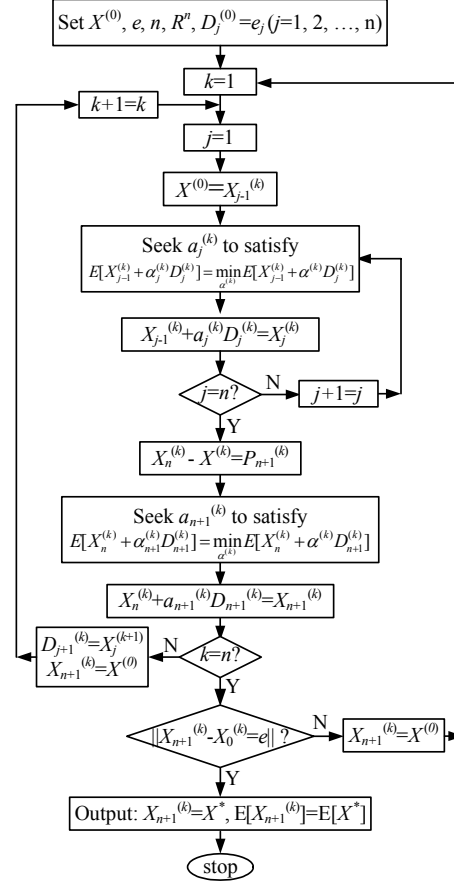 Set X^(0), e, n, R^n, D_j^(0)=e_j (j=1, 2, …, n)
k=1
k+1=k
j=1
X^(0)=X_{j-1}^(k)
Seek a_j^(k) to satisfy
E[X_{j-1}^(k) + α_j^(k) D_j^(k)] = min_{α^(k)} E[X_{j-1}^(k) + α^(k) D_j^(k)]
X_{j-1}^(k)+a_j^(k)D_j^(k)=X_j^(k)
j=n?
N
j+1=j
Y
X_n^(k) - X^(k)=P_{n+1}^(k)
Seek a_{n+1}^(k) to satisfy
E[X_n^(k) + α_{n+1}^(k) D_{n+1}^(k)] = min_{α^(k)} E[X_n^(k) + α^(k) D_{n+1}^(k)]
X_n^(k)+a_{n+1}^(k)D_{n+1}^(k)=X_{n+1}^(k)
D_{j+1}^(k)=X_j^(k+1)
X_{n+1}^(k)=X^(0)
N
k=n?
Y
||X_{n+1}^(k)-X_0^(k)=e|| ?
N
X_{n+1}^(k)=X^(0)
Y
Output: X_{n+1}^(k)=X^*, E[X_{n+1}^(k)]=E[X^*]
stop